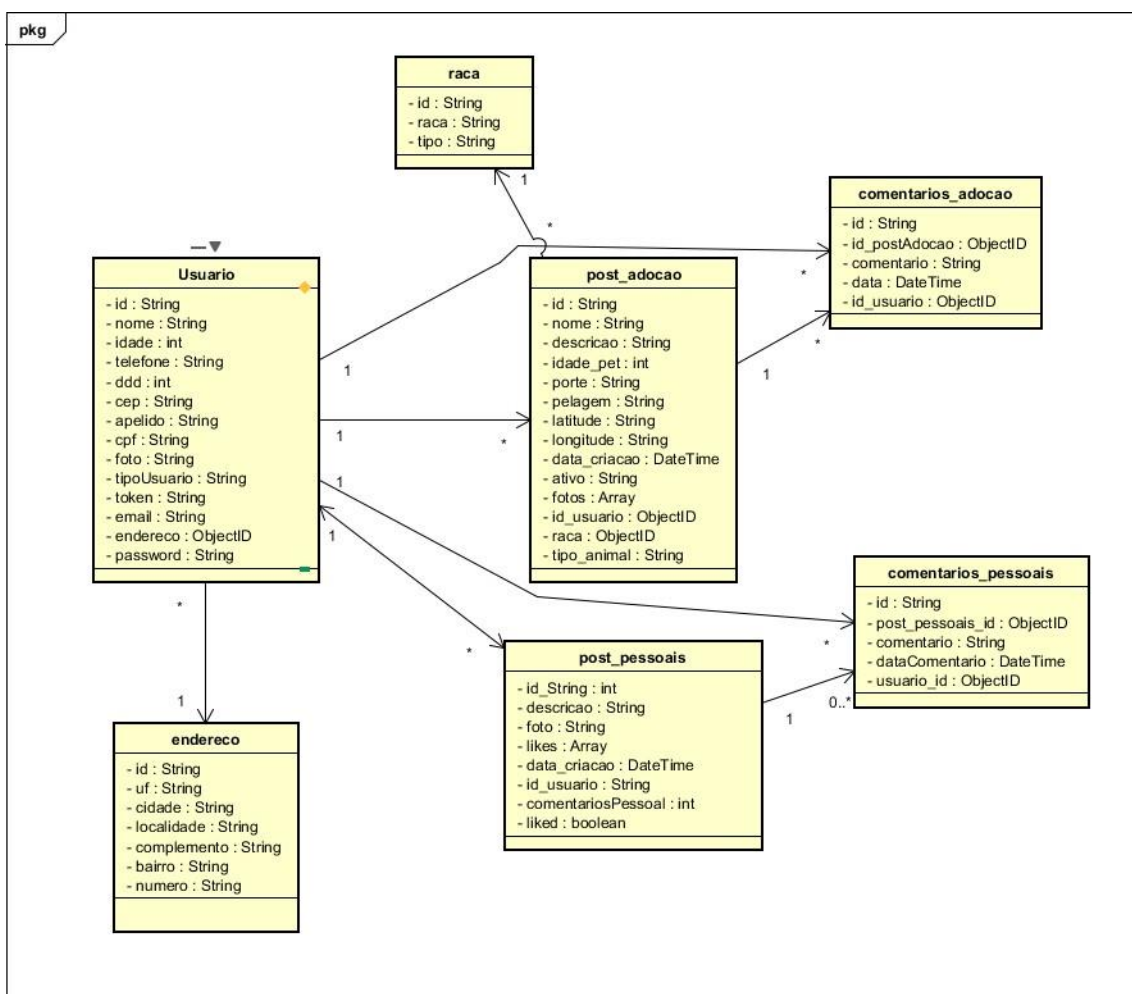 pkg
raca
- id : String
- raca : String
- tipo : String
1
*
comentarios_adocao
- id : String
- id_postAdocao : ObjectID
- comentario : String
- data : DateTime
- id_usuario : ObjectID
*
*
Usuario
- id : String
- nome : String
- idade : int
- telefone : String
- ddd : int
- cep : String
- apelido : String
- cpf : String
- foto : String
- tipoUsuario : String
- token : String
- email : String
- endereco : ObjectID
- password : String
1
1
1
1
*
post_adocao
- id : String
- nome : String
- descricao : String
- idade_pet : int
- porte : String
- pelagem : String
- latitude : String
- longitude : String
- data_criacao : DateTime
- ativo : String
- fotos : Array
- id_usuario : ObjectID
- raca : ObjectID
- tipo_animal : String
*
1
comentarios_pessoais
- id : String
- post_pessoais_id : ObjectID
- comentario : String
- dataComentario : DateTime
- usuario_id : ObjectID
*
0..*
post_pessoais
- id_String : int
- descricao : String
- foto : String
- likes : Array
- data_criacao : DateTime
- id_usuario : String
- comentariosPessoal : int
- liked : boolean
*
1
1
endereco
- id : String
- uf : String
- cidade : String
- localidade : String
- complemento : String
- bairro : String
- numero : String